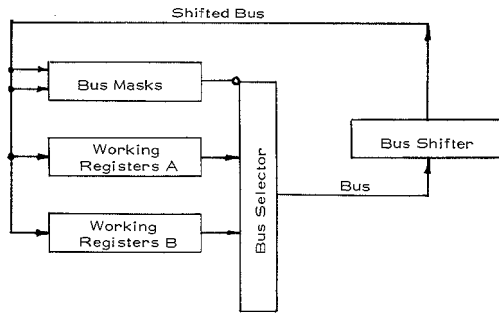 Shifted Bus
Bus Masks
Working
Registers A
Working
Registers B
Bus Selector
Bus
Bus Shifter